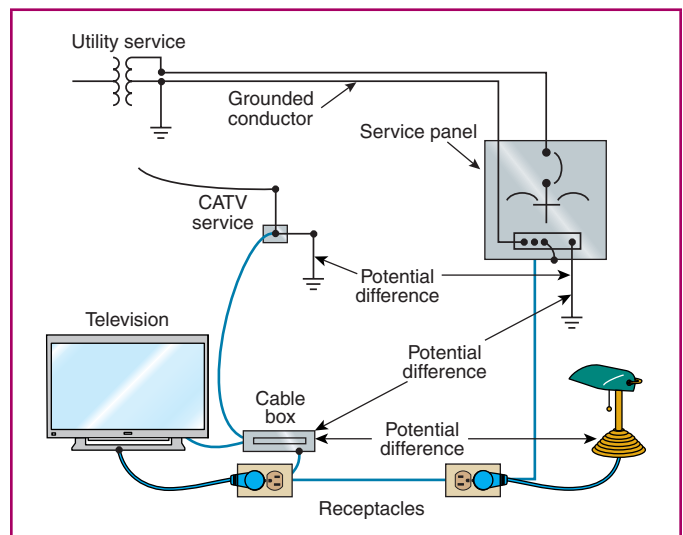 Utility service
Grounded
conductor
Service panel
CATV
service
Potential
difference
Television
Potential
difference
Cable
box
Potential
difference
Receptacles